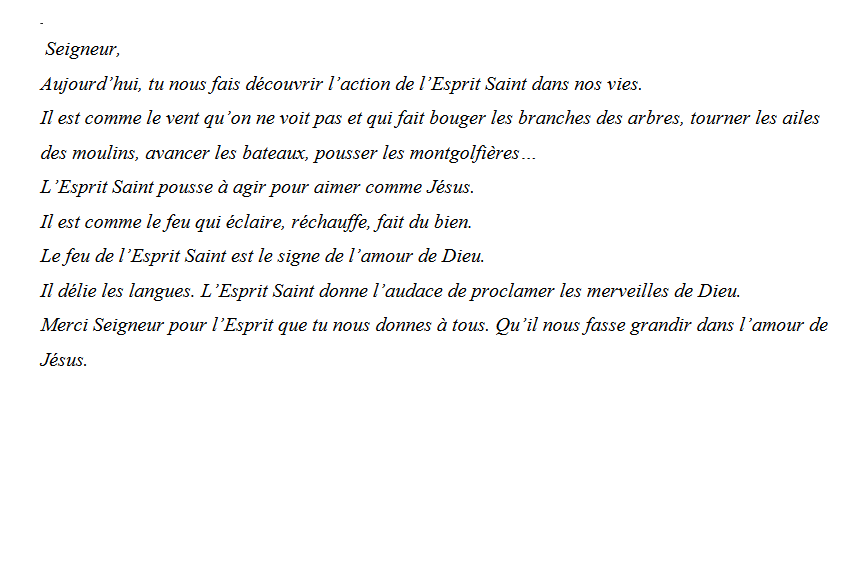 -
Seigneur,
Aujourd’hui, tu nous fais découvrir l’action de l’Esprit Saint dans nos vies.
Il est comme le vent qu’on ne voit pas et qui fait bouger les branches des arbres, tourner les ailes
des moulins, avancer les bateaux, pousser les montgolfières…
L’Esprit Saint pousse à agir pour aimer comme Jésus.
Il est comme le feu qui éclaire, réchauffe, fait du bien.
Le feu de l’Esprit Saint est le signe de l’amour de Dieu.
Il délie les langues. L’Esprit Saint donne l’audace de proclamer les merveilles de Dieu.
Merci Seigneur pour l’Esprit que tu nous donnes à tous. Qu’il nous fasse grandir dans l’amour de
Jésus.